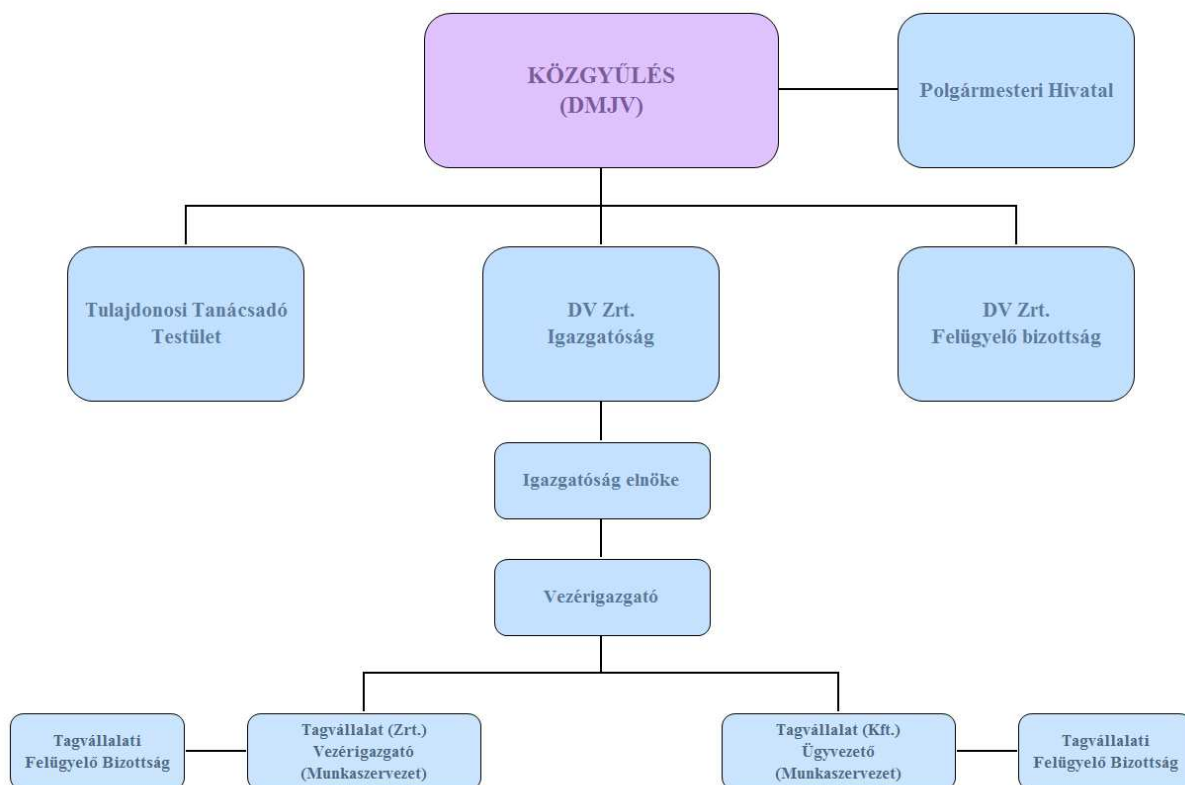 KÖZGYŰLÉS
(DMJV)
Polgármesteri Hivatal
Tulajdonosi Tanácsadó
Testület
DV Zrt.
Igazgatóság
DV Zrt.
Felügyelő bizottság
Igazgatóság elnöke
Vezérigazgató
Tagvállalati
Felügyelő Bizottság
Tagvállalat (Zrt.)
Vezérigazgató
(Munkaszervezet)
Tagvállalat (Kft.)
Ügyvezető
(Munkaszervezet)
Tagvállalati
Felügyelő Bizottság